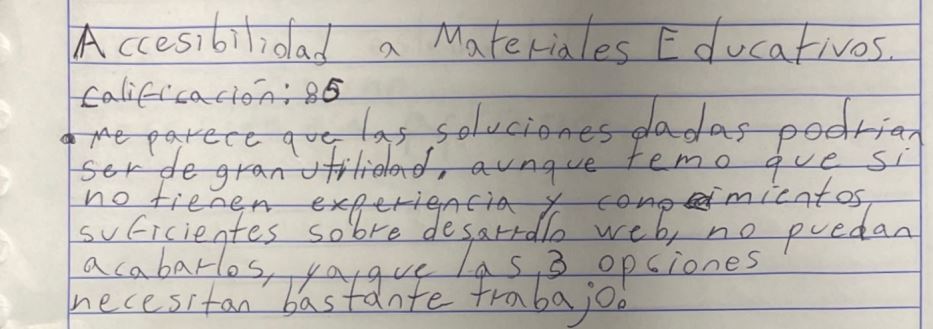 Accesibilidad a Materiales Educativos.
Calificación: 85
• Me parece que las soluciones dadas podrian
ser de gran utilidad, aunque temo que si
no tienen experiencia y conocimientos
suficientes sobre desarrollo web, no puedan
acabarlos, ya que las 3 opciones
necesitan bastante trabajo.